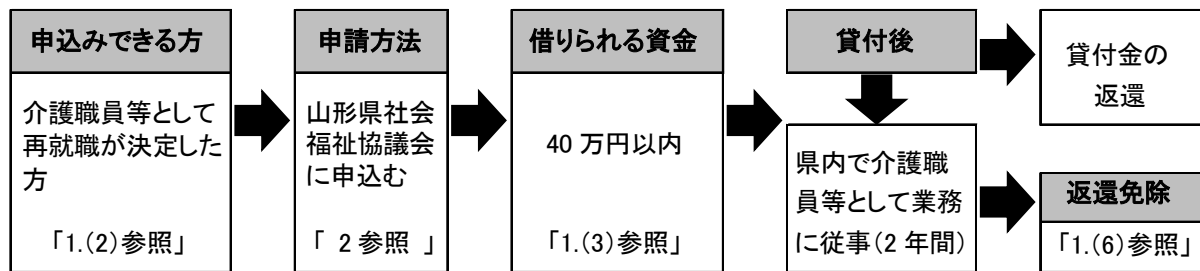 申込みできる方
介護職員等として
再就職が決定した
方
「1.(2)参照」
申請方法
山形県社会
福祉協議会
に申込む
「 2 参照 」
借りられる資金
40 万円以内
「1.(3)参照」
貸付後
県内で介護職
員等として業務
に従事(2 年間)
貸付金の
返還
返還免除
「1.(6)参照」